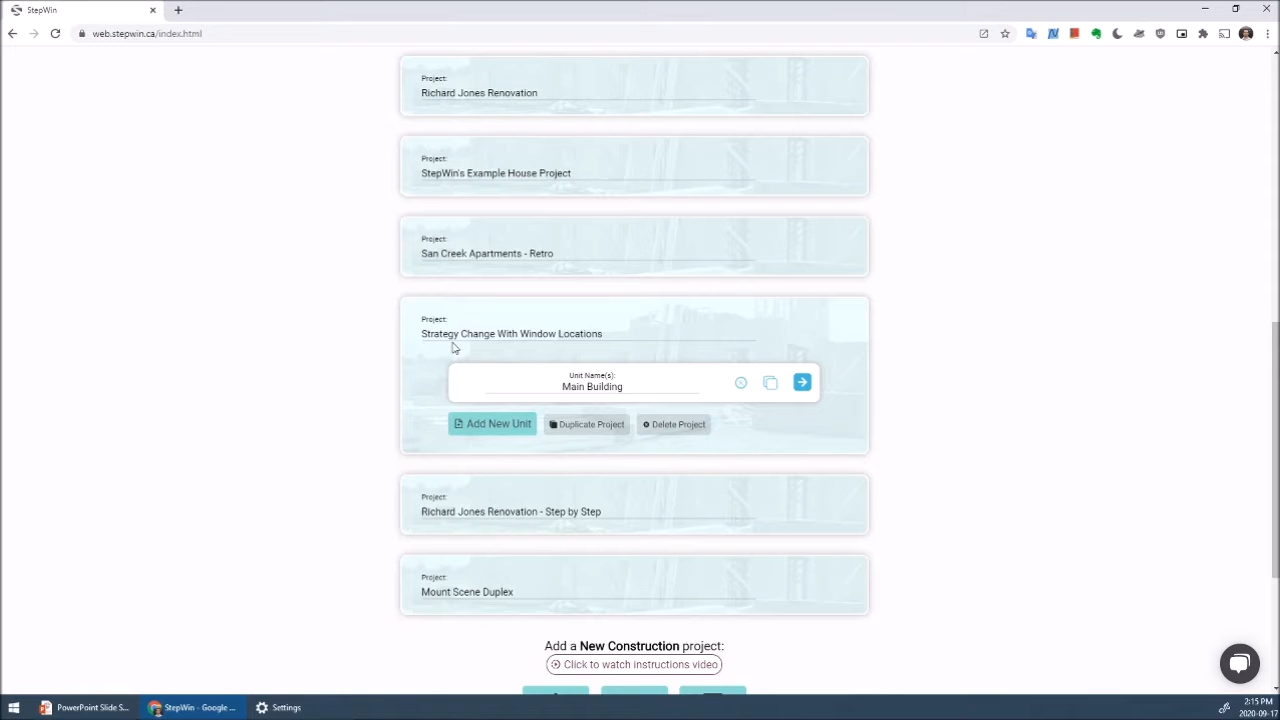 StepWin
web.stepwin.ca/index.html
Project:
Richard Jones Renovation
Project:
StepWin's Example House Project
Project:
San Creek Apartments - Retro
Project:
Strategy Change With Window Locations
Unit Name(s):
Main Building
Add New Unit
Duplicate Project
Delete Project
Project:
Richard Jones Renovation - Step by Step
Project:
Mount Scene Duplex
Add a New Construction project:
Click to watch instructions video
PowerPoint Slide S...
StepWin - Google ...
Settings
2:15 PM
2020-09-17